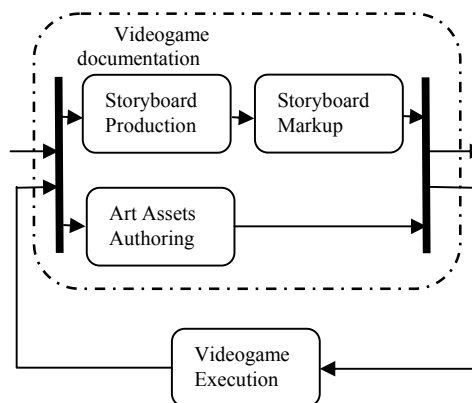 Videogame
documentation
Storyboard
Production
Storyboard
Markup
Art Assets
Authoring
Videogame
Execution